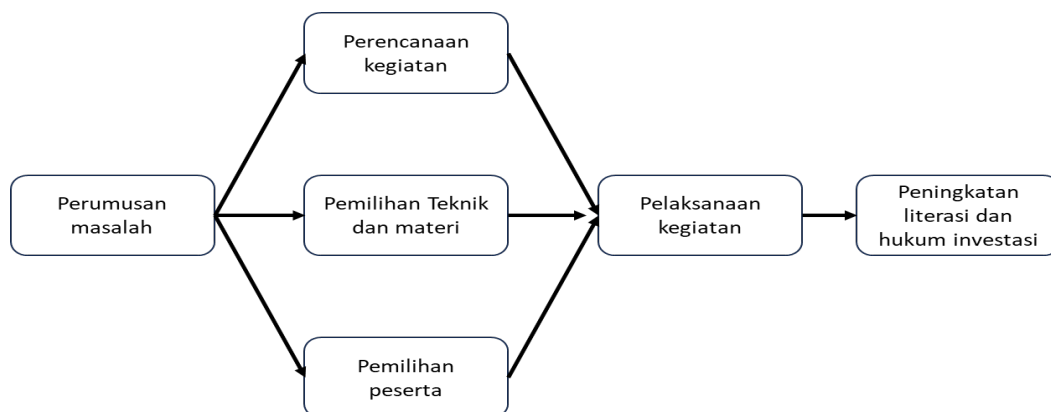 Perencanaan
kegiatan
Perumusan
masalah
Pemilihan Teknik
dan materi
Pelaksanaan
kegiatan
Peningkatan
literasi dan
hukum investasi
Pemilihan
peserta